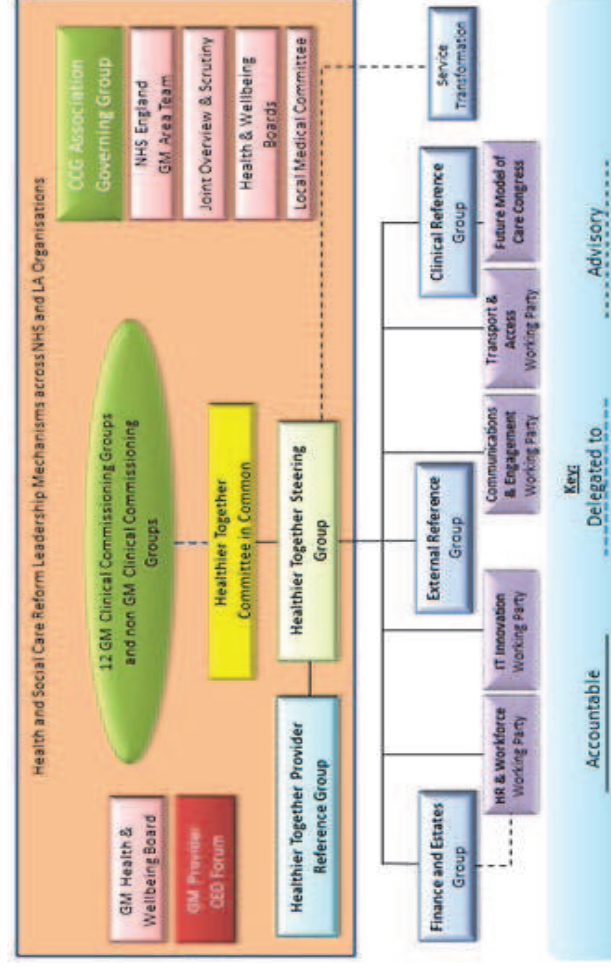 Health and Social Care Reform Leadership Mechanisms across NHS and LA Organisations
GM Health &
Wellbeing Board
GM Provider
CEO Forum
12 GM Clinical Commissioning Groups
and non GM Clinical Commissioning
Groups
CCG Association
Governing Group
NHS England
GM Area Team
Joint Overview & Scrutiny
Health & Wellbeing
Boards
Local Medical Committee
Healthier Together
Committee in Common
Healthier Together Provider
Reference Group
Healthier Together Steering
Group
Finance and Estates
Group
External Reference
Group
Clinical Reference
Group
Service
Transformation
HR & Workforce
Working Party
IT Innovation
Working Party
Communications
& Engagement
Working Party
Transport &
Access
Working Party
Future Model of
Care Congress
Key:
Accountable
Delegated to
Advisory